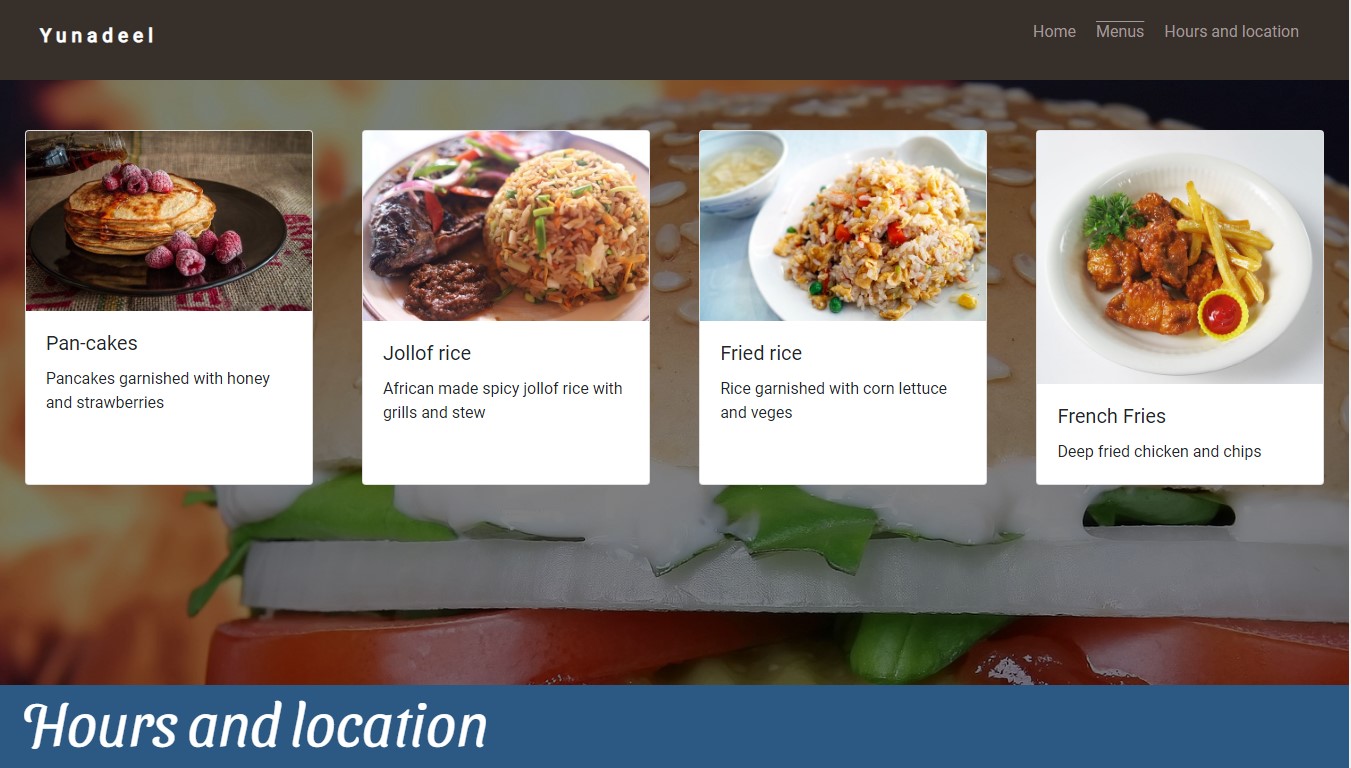 Yunadeel
Home Menus Hours and location
Pan-cakes
Pancakes garnished with honey
and strawberries
Jollof rice
African made spicy jollof rice with
grills and stew
Fried rice
Rice garnished with corn lettuce
and veges
French Fries
Deep fried chicken and chips
Hours and location